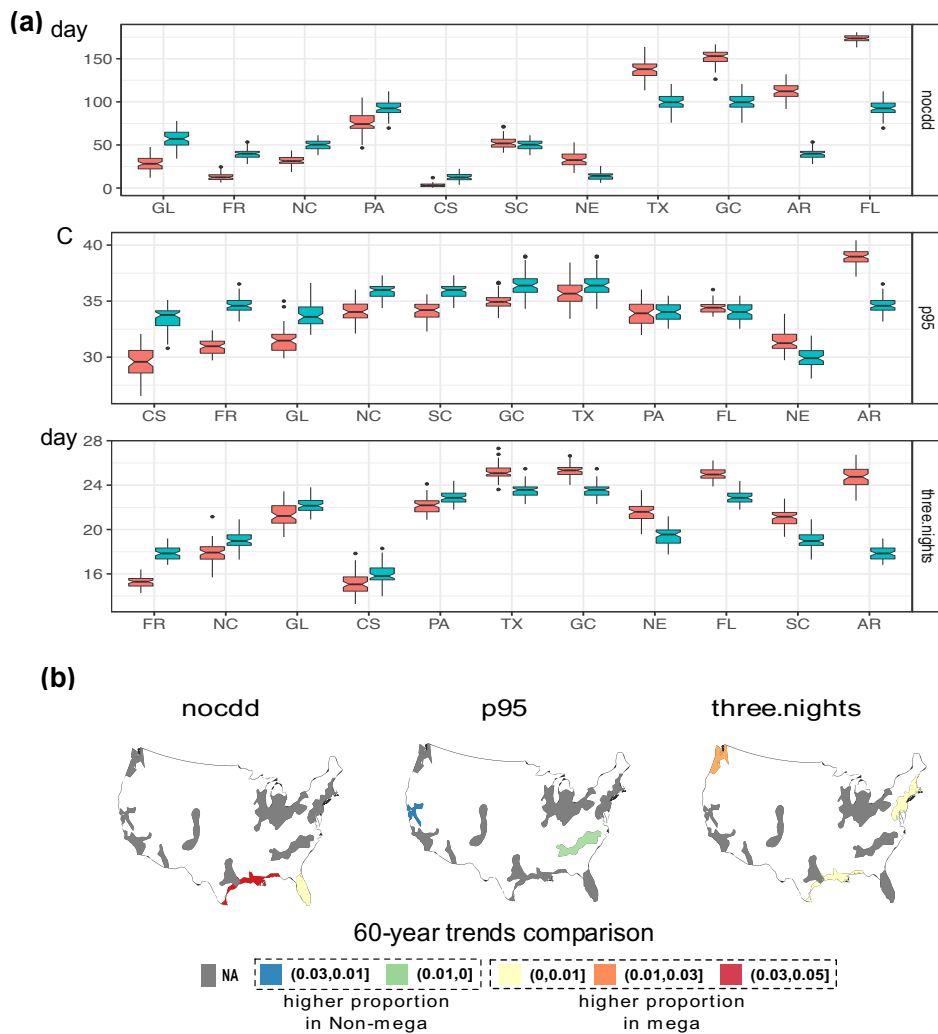 (a) day
150
100
50
0
nocdd
GL FR NC PA CS SC NE TX GC AR FL
C
40
35
30
p95
CS FR GL NC SC GC TX PA FL NE AR
day
28
24
20
16
three.nights
FR NC GL CS PA TX GC NE FL SC AR
(b)
nocdd p95 three.nights
60-year trends comparison
NA (0.03,0.01] (0.01,0] (0,0.01] (0.01,0.03] (0.03,0.05]
higher proportion higher proportion
in Non-mega in mega